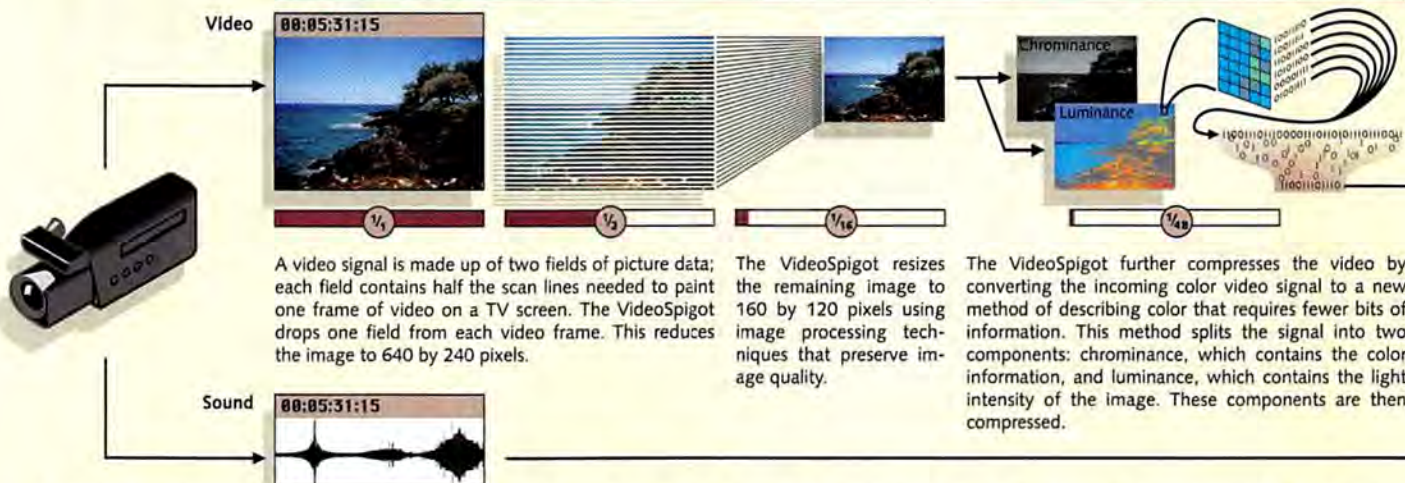 Video
00:05:31:15
Chrominance
Luminance
1/1
1/2
1/16
1/48
A video signal is made up of two fields of picture data;
each field contains half the scan lines needed to paint
one frame of video on a TV screen. The VideoSpigot
drops one field from each video frame. This reduces
the image to 640 by 240 pixels.
The VideoSpigot resizes
the remaining image to
160 by 120 pixels using
image processing tech-
niques that preserve im-
age quality.
The VideoSpigot further compresses the video by
converting the incoming color video signal to a new
method of describing color that requires fewer bits of
information. This method splits the signal into two
components: chrominance, which contains the color
information, and luminance, which contains the light
intensity of the image. These components are then
compressed.
Sound
00:05:31:15